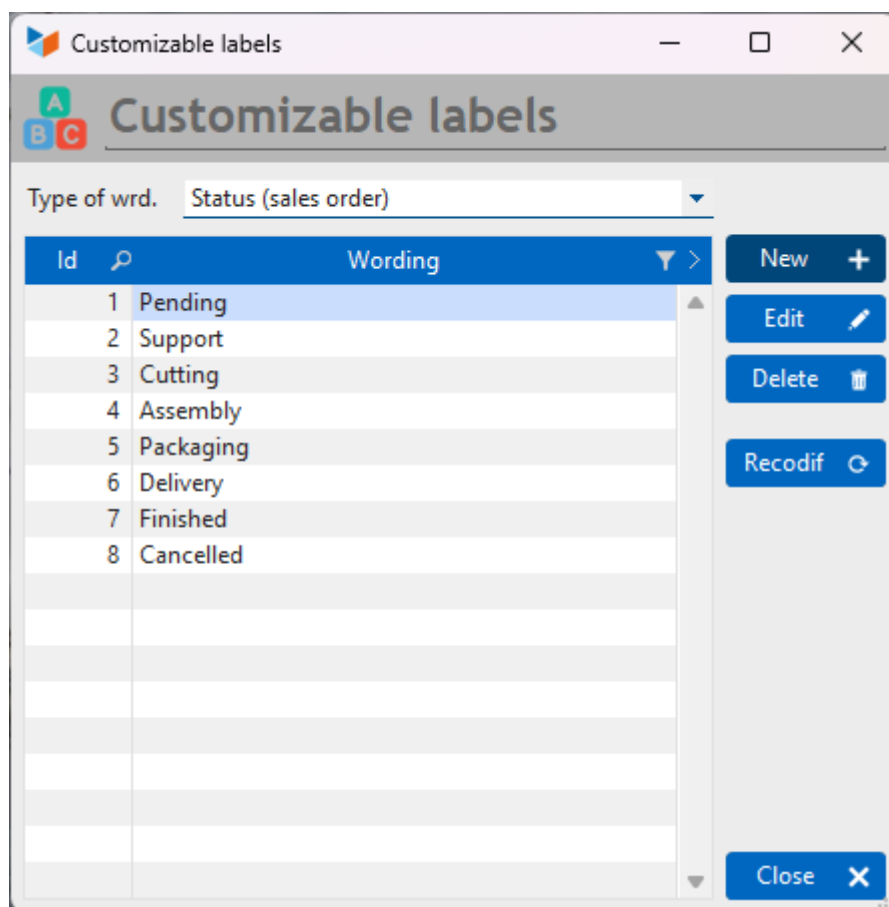 Customizable labels
A
B C
Customizable labels
Type of wrd. Status (sales order)
Id Wording
New
1 Pending
Edit
2 Support
3 Cutting
Delete
4 Assembly
5 Packaging
Recodif
6 Delivery
7 Finished
8 Cancelled
Close